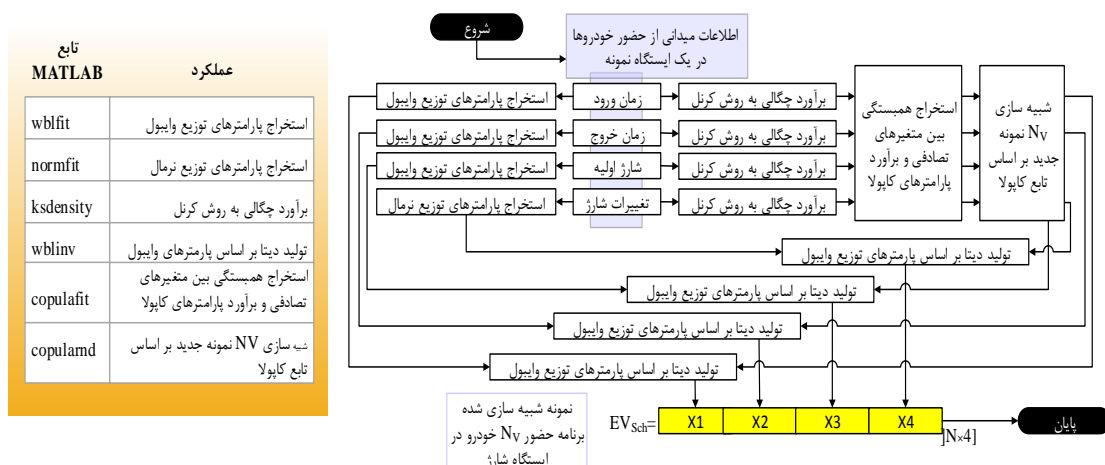 تابع
MATLAB
عملکرد
wblfit
استخراج پارامترهای توزیع وایبول
normfit
استخراج پارامترهای توزیع نرمال
ksdensity
برآورد چگالی به روش کرنل
wblinv
تولید دیتا بر اساس پارمترهای وایبول
copulafit
استخراج همبستگی بین متغیرهای
تصادفی و برآورد پارامترهای کاپولا
copularnd
شبیه سازی NV نمونه جدید بر اساس
تابع کاپولا
شروع
اطلاعات میدانی از حضور خودروها
در یک ایستگاه نمونه
استخراج پارامترهای توزیع وایبول
زمان ورود
برآورد چگالی به روش کرنل
استخراج پارامترهای توزیع وایبول
زمان خروج
برآورد چگالی به روش کرنل
استخراج پارامترهای توزیع وایبول
شارژ اولیه
برآورد چگالی به روش کرنل
استخراج پارامترهای توزیع نرمال
تغییرات شارژ
برآورد چگالی به روش کرنل
استخراج همبستگی
بین متغیرهای
تصادفی و برآورد
پارامترهای کاپولا
شبیه سازی
NV نمونه
جدید بر اساس
تابع کاپولا
تولید دیتا بر اساس پارمترهای توزیع وایبول
تولید دیتا بر اساس پارمترهای توزیع وایبول
تولید دیتا بر اساس پارمترهای توزیع وایبول
تولید دیتا بر اساس پارمترهای توزیع وایبول
نمونه شبیه سازی شده
برنامه حضور NV خودرو در
ایستگاه شارژ
EVSch=
X1
X2
X3
X4
]N×4]
پایان